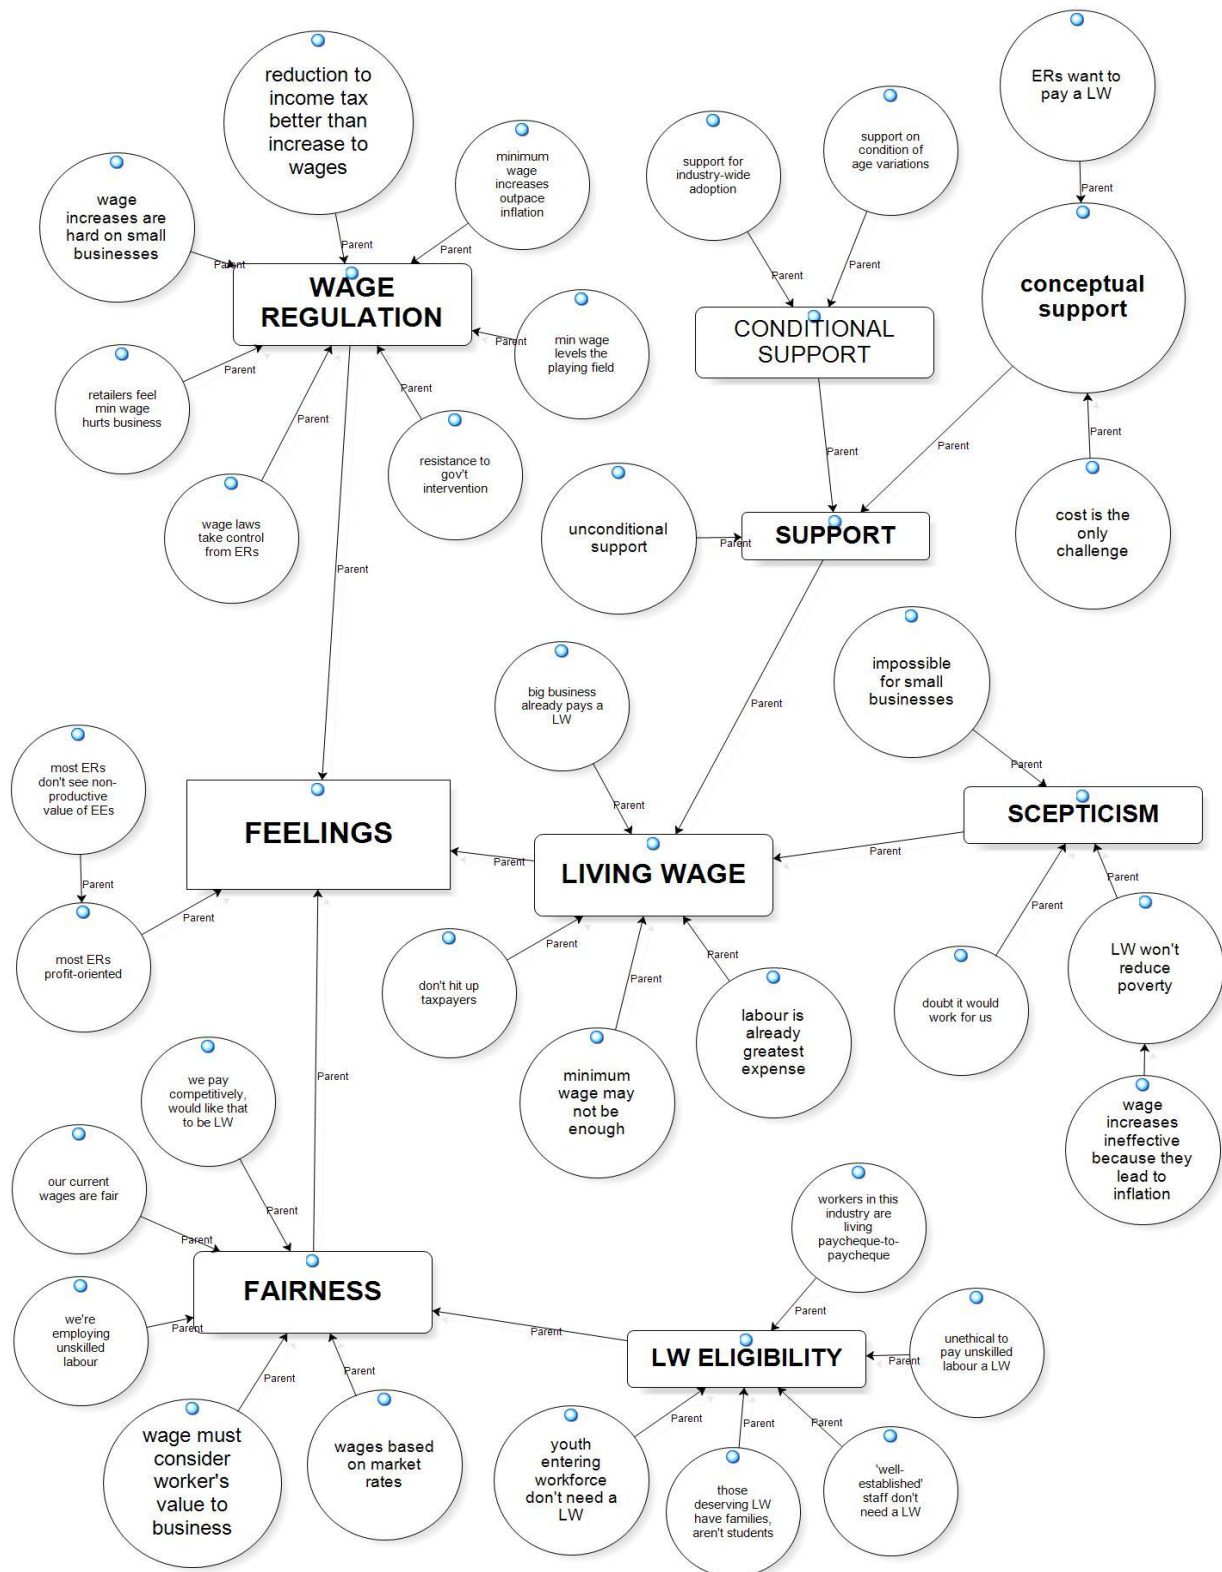 reduction to
income tax
better than
increase to
wages
ERs want to
pay a LW
minimum
wage
increases
outpace
inflation
support for
industry-wide
adoption
support on
condition of
age variations
wage
increases are
hard on small
businesses
Parent
Parent
Parent
Parent
Parent
Parent
WAGE
REGULATION
conceptual
support
CONDITIONAL
SUPPORT
min wage
levels the
playing field
Parent
retailers feel
min wage
hurts business
Parent
Parent
Parent
resistance to
gov't
intervention
Parent
Parent
Parent
wage laws
take control
from ERs
unconditional
support
Parent
SUPPORT
cost is the
only
challenge
Parent
Parent
impossible
for small
businesses
big business
already pays a
LW
Parent
most ERs
don't see non-
productive
value of EEs
Parent
Parent
FEELINGS
SCEPTICISM
Parent
Parent
LIVING WAGE
Parent
Parent
Parent
most ERs
profit-oriented
Parent
Parent
Parent
don't hit up
taxpayers
labour is
already
greatest
expense
Parent
doubt it would
work for us
LW won't
reduce
poverty
we pay
competitively,
would like that
to be LW
Parent
minimum
wage may
not be
enough
wage
increases
ineffective
because they
lead to
inflation
our current
wages are fair
Parent
Parent
workers in this
industry are
living
paycheque-to-
paycheque
FAIRNESS
we're
employing
unskilled
labour
Parent
Parent
Parent
LW ELIGIBILITY
Parent
unethical to
pay unskilled
labour a LW
Parent
Parent
Parent
Parent
Parent
wage must
consider
worker's
value to
business
wages based
on market
rates
youth
entering
workforce
don't need a
LW
those
deserving LW
have families,
aren't students
'well-
established'
staff don't
need a LW